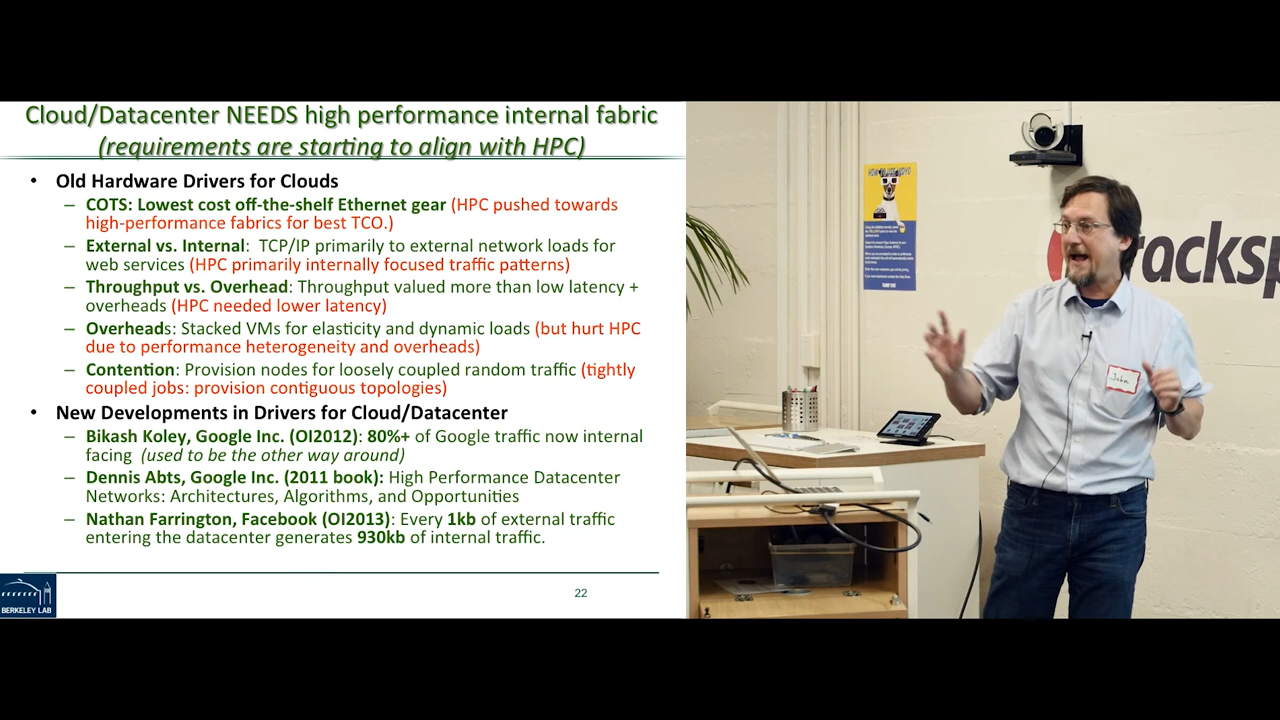 Cloud/Datacenter NEEDS high performance internal fabric
(requirements are starting to align with HPC)
• Old Hardware Drivers for Clouds
– COTS: Lowest cost off-the-shelf Ethernet gear (HPC pushed towards
high-performance fabrics for best TCO.)
– External vs. Internal: TCP/IP primarily to external network loads for
web services (HPC primarily internally focused traffic patterns)
– Throughput vs. Overhead: Throughput valued more than low latency +
overheads (HPC needed lower latency)
– Overheads: Stacked VMs for elasticity and dynamic loads (but hurt HPC
due to performance heterogeneity and overheads)
– Contention: Provision nodes for loosely coupled random traffic (tightly
coupled jobs: provision contiguous topologies)
• New Developments in Drivers for Cloud/Datacenter
– Bikash Koley, Google Inc. (OI2012): 80%+ of Google traffic now internal
facing (used to be the other way around)
– Dennis Abts, Google Inc. (2011 book): High Performance Datacenter
Networks: Architectures, Algorithms, and Opportunities
– Nathan Farrington, Facebook (OI2013): Every 1kb of external traffic
entering the datacenter generates 930kb of internal traffic.
BERKELEY LAB
22
HOW TO USE
THANK YOU!
racksp
John